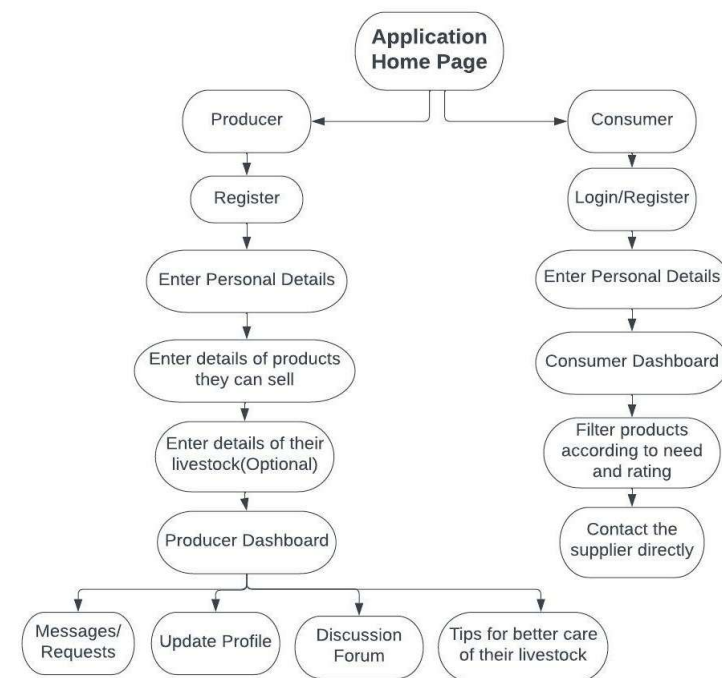 Application
Home Page
Producer
Consumer
Register
Login/Register
Enter Personal Details
Enter Personal Details
Enter details of products
they can sell
Consumer Dashboard
Enter details of their
livestock(Optional)
Filter products
according to need
and rating
Producer Dashboard
Contact the
supplier directly
Messages/
Requests
Update Profile
Discussion
Forum
Tips for better care
of their livestock